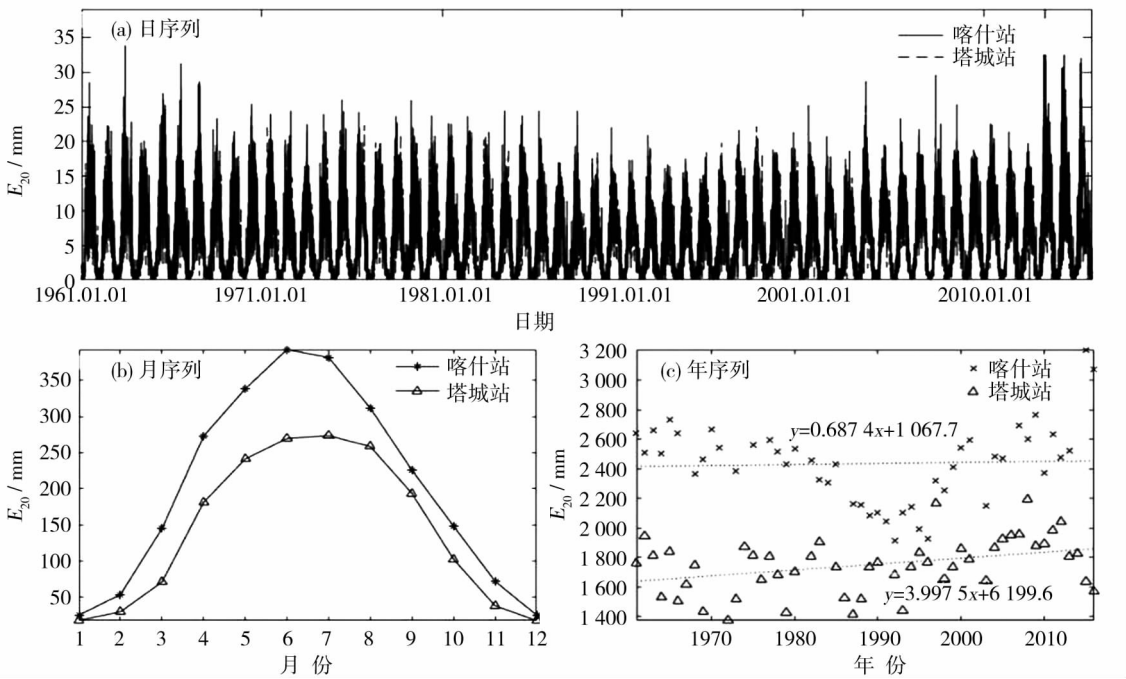 (a) 日序列
喀什站
塔城站
E20 / mm
35
30
25
20
15
10
5
0
1961.01.01 1971.01.01 1981.01.01 1991.01.01 2001.01.01 2010.01.01
日期
(b) 月序列
喀什站
塔城站
E20 / mm
350
300
250
200
150
100
50
1 2 3 4 5 6 7 8 9 10 11 12
月 份
(c) 年序列
喀什站
塔城站
E20 / mm
3 200
3 000
2 800
2 600
2 400
2 200
2 000
1 800
1 600
1 400
y=0.687 4x+1 067.7
y=3.997 5x+6 199.6
1970 1980 1990 2000 2010
年 份